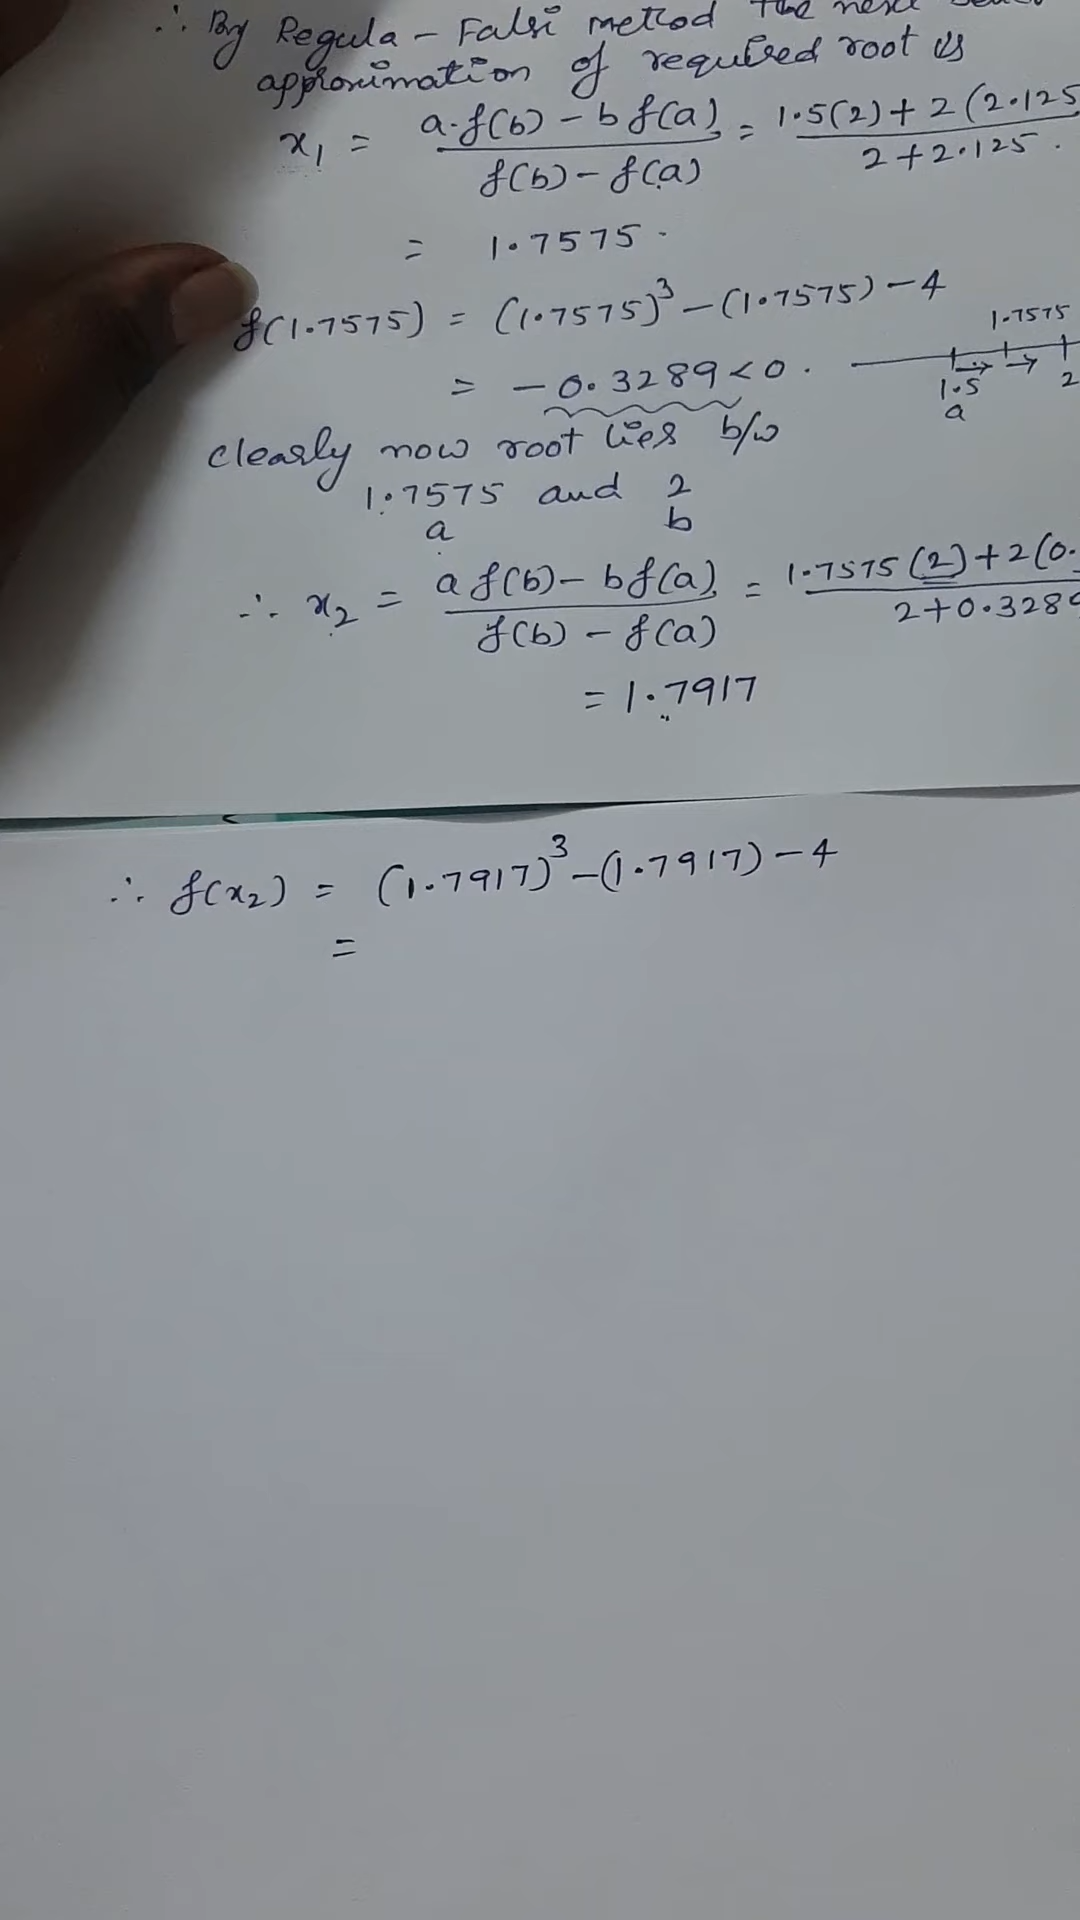 ∴ By Regula - Falsi method the next
approximation of required root is
x₁ = a·f(b) - b f(a) / f(b) - f(a) = 1.5(2) + 2(2.125 / 2 + 2.125.
= 1.7575.
f(1.7575) = (1.7575)³ - (1.7575) - 4
= -0.3289 < 0.
1.7575
1.5 2
a
clearly now root lies b/w
1.7575 and 2
a b
∴ x₂ = a f(b) - b f(a) / f(b) - f(a) = 1.7575(2) + 2(0. / 2 + 0.3289
= 1.7917
∴ f(x₂) = (1.7917)³ - (1.7917) - 4
=